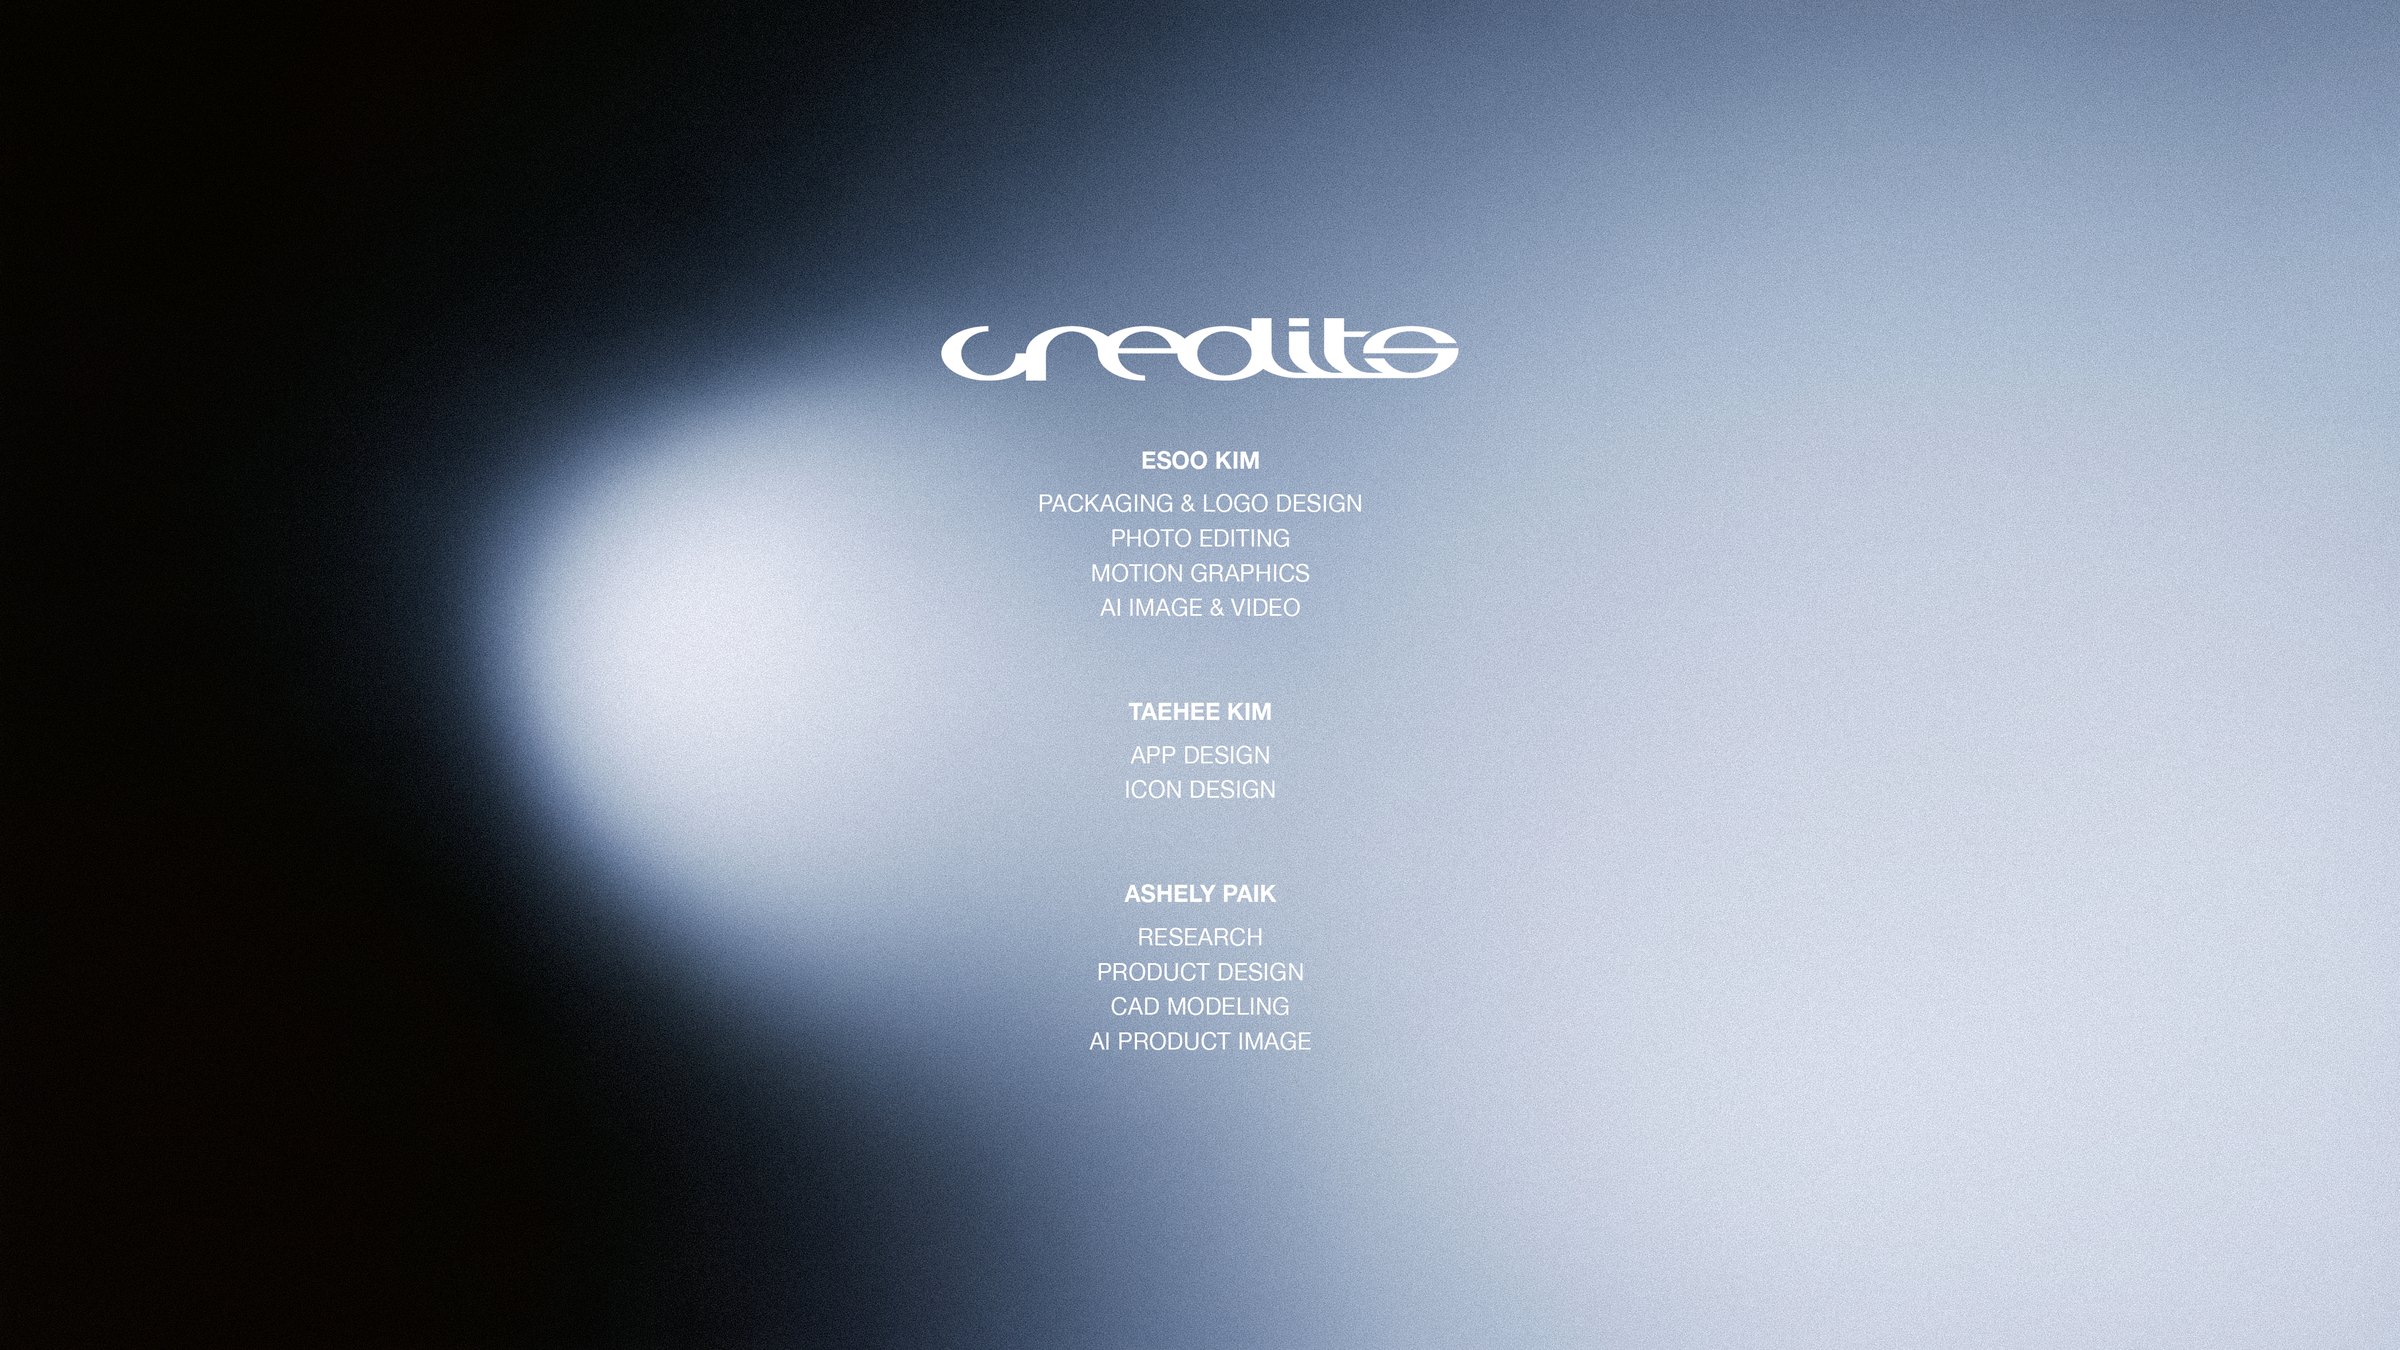 credits
ESOO KIM
PACKAGING & LOGO DESIGN
PHOTO EDITING
MOTION GRAPHICS
AI IMAGE & VIDEO
TAEHEE KIM
APP DESIGN
ICON DESIGN
ASHELY PAIK
RESEARCH
PRODUCT DESIGN
CAD MODELING
AI PRODUCT IMAGE